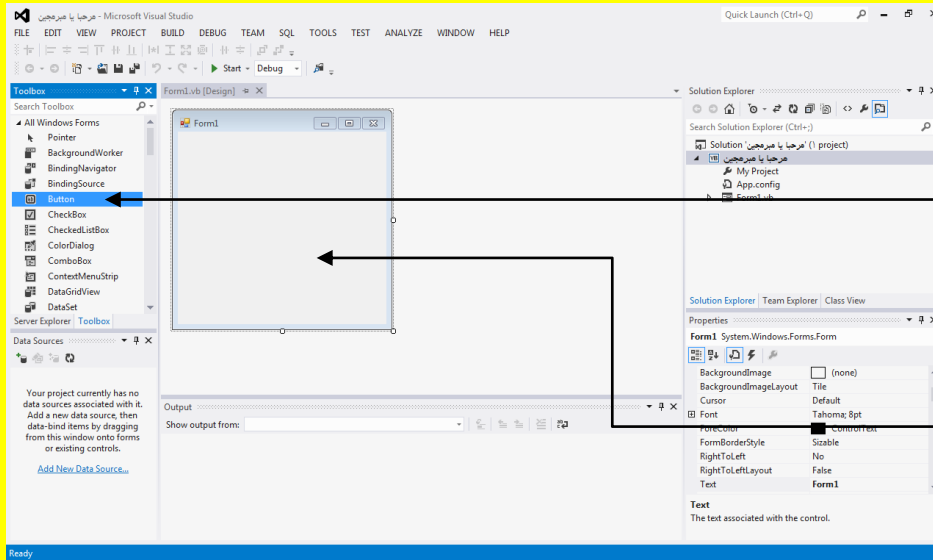 مرحبا يا مبرمجين - Microsoft Visual Studio
Quick Launch (Ctrl+Q)
FILE EDIT VIEW PROJECT BUILD DEBUG TEAM SQL TOOLS TEST ANALYZE WINDOW HELP
Start Debug
Toolbox
Search Toolbox
All Windows Forms
Pointer
BackgroundWorker
BindingNavigator
BindingSource
Button
CheckBox
CheckedListBox
ColorDialog
ComboBox
ContextMenuStrip
DataGridView
DataSet
Server Explorer Toolbox
Data Sources
Your project currently has no
data sources associated with it.
Add a new data source, then
data-bind items by dragging
from this window onto forms
or existing controls.
Add New Data Source...
Form1.vb [Design]
Form1
Output
Show output from:
Solution Explorer
Search Solution Explorer (Ctrl+;)
Solution 'مرحبا يا مبرمجين' (١ project)
مرحبا يا مبرمجين
My Project
App.config
Form1.vb
Solution Explorer Team Explorer Class View
Properties
Form1 System.Windows.Forms.Form
BackgroundImage (none)
BackgroundImageLayout Tile
Cursor Default
Font Tahoma; 8pt
ForeColor ControlText
FormBorderStyle Sizable
RightToLeft No
RightToLeftLayout False
Text Form1
Text
The text associated with the control.
Ready